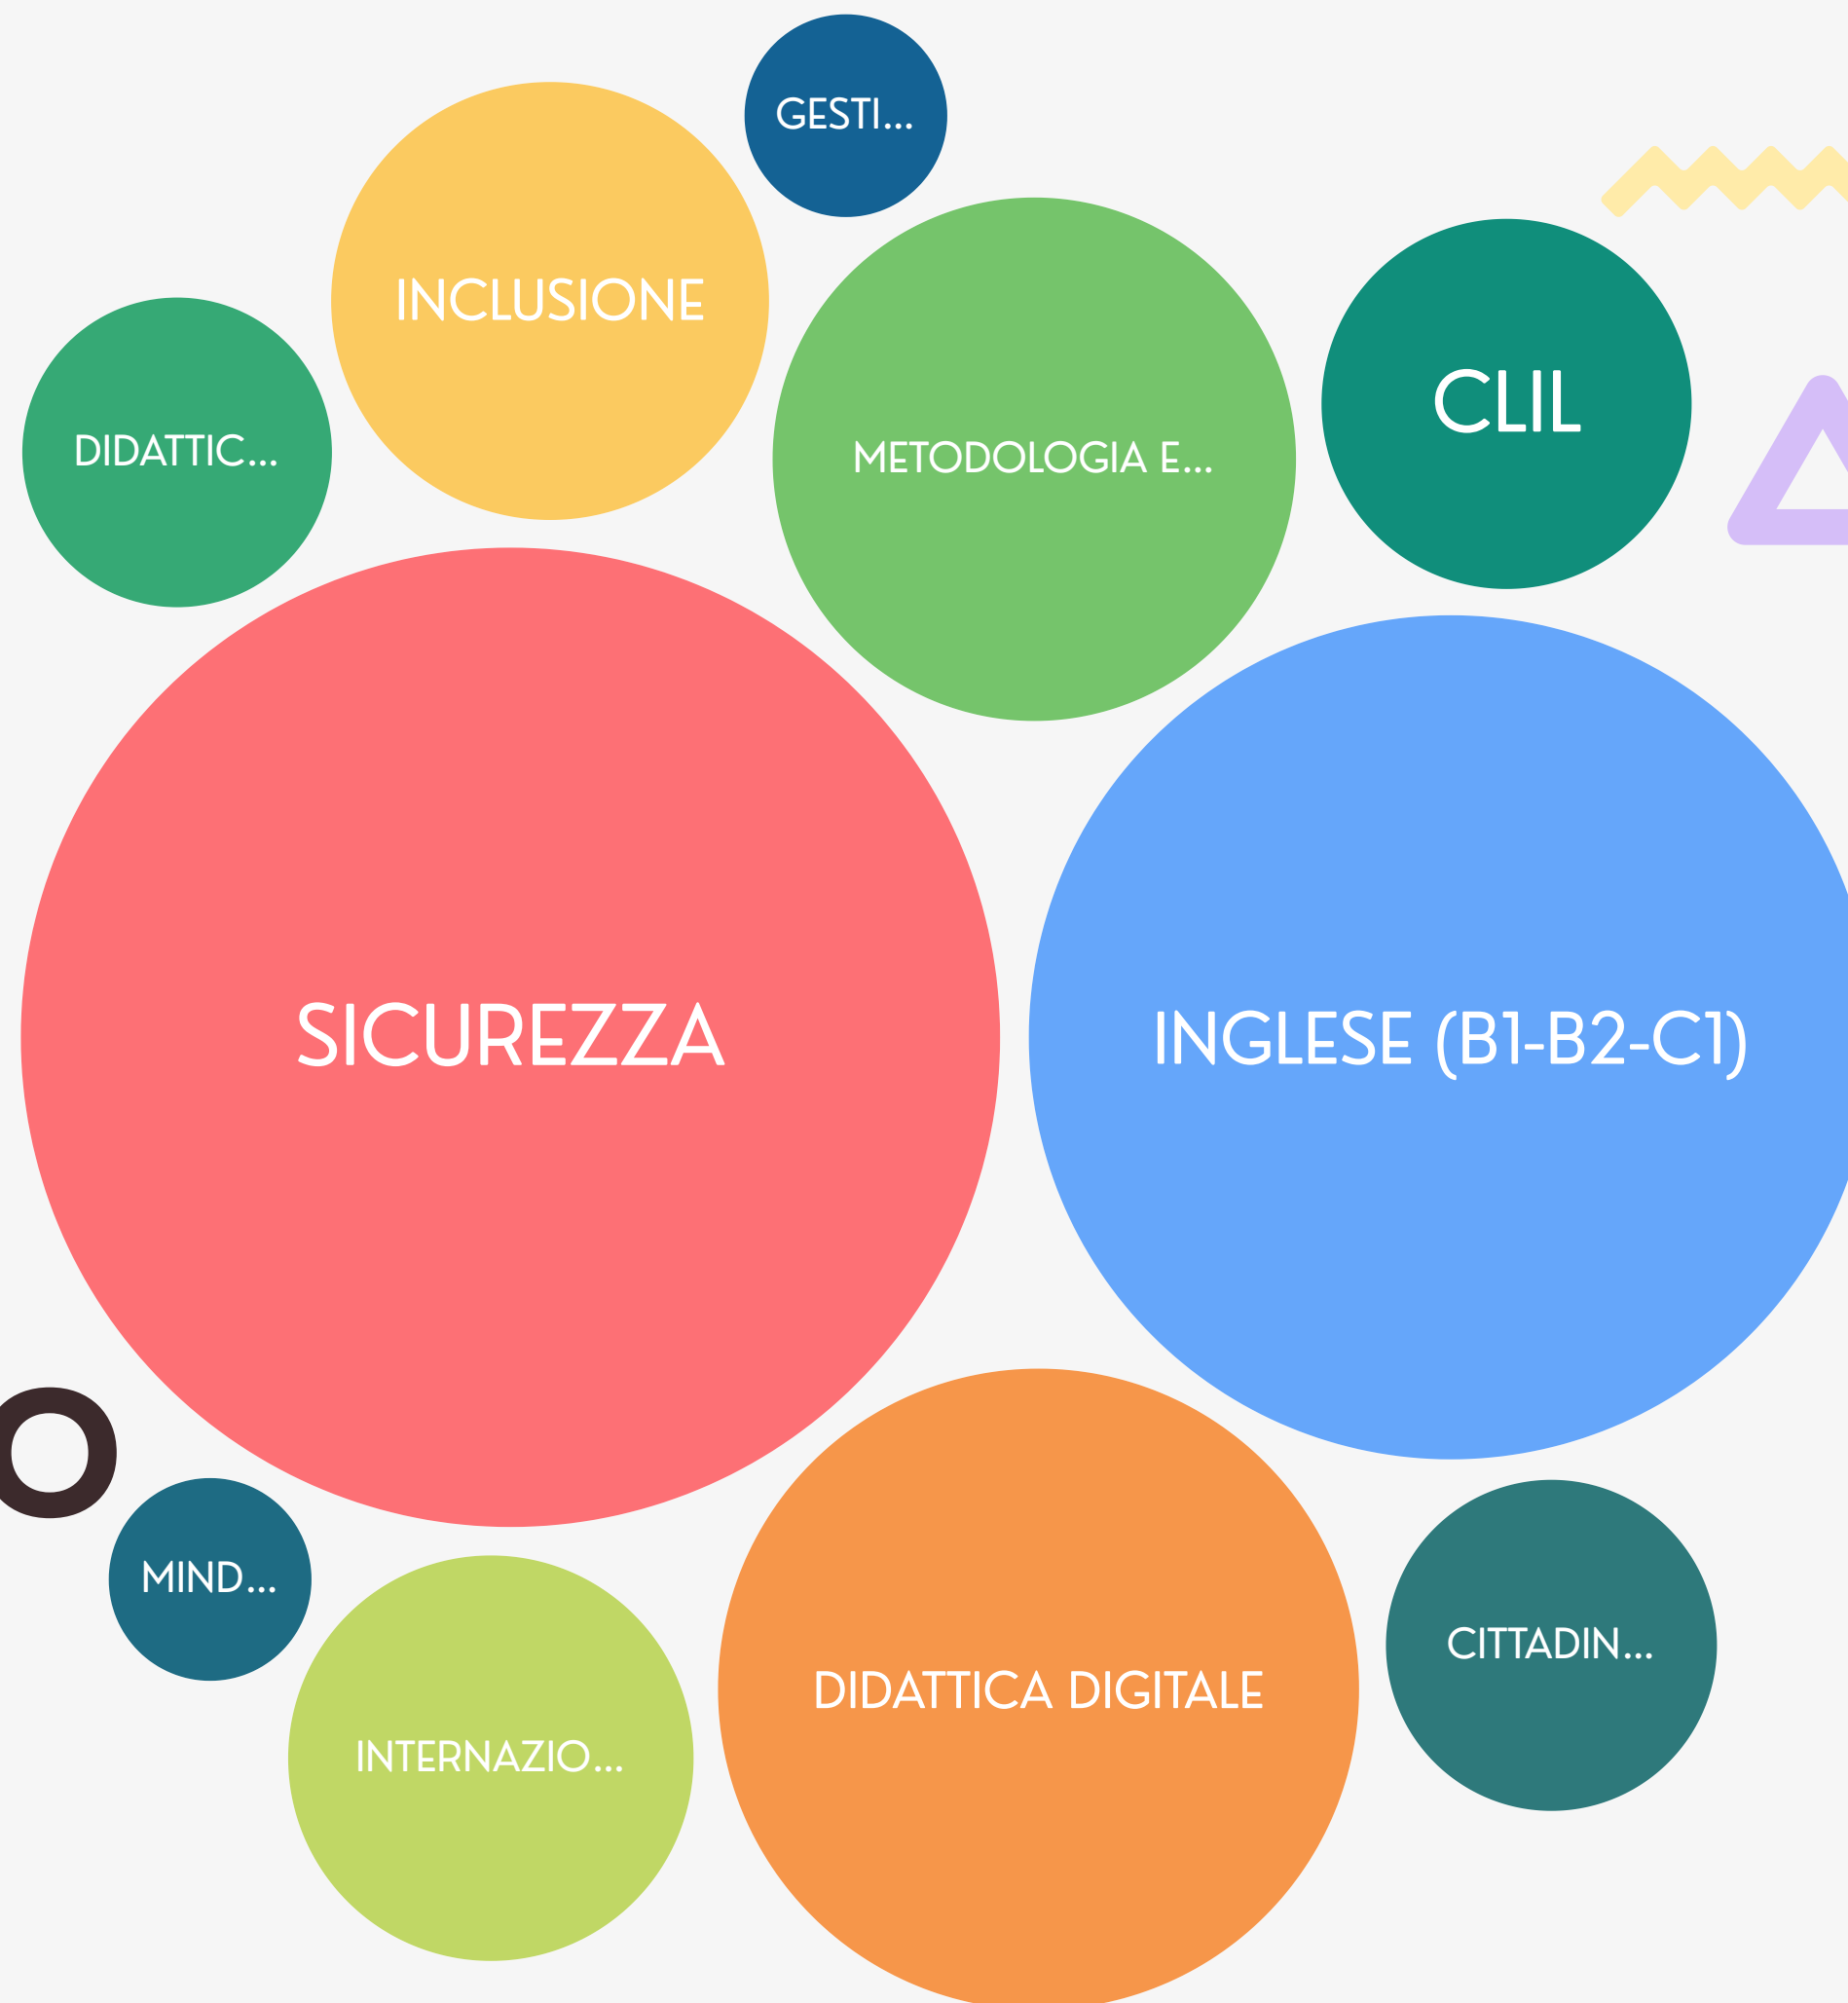 GESTI...
INCLUSIONE
CLIL
DIDATTIC...
METODOLOGIA E...
SICUREZZA
INGLESE (B1-B2-C1)
MIND...
CITTADIN...
DIDATTICA DIGITALE
INTERNAZIO...